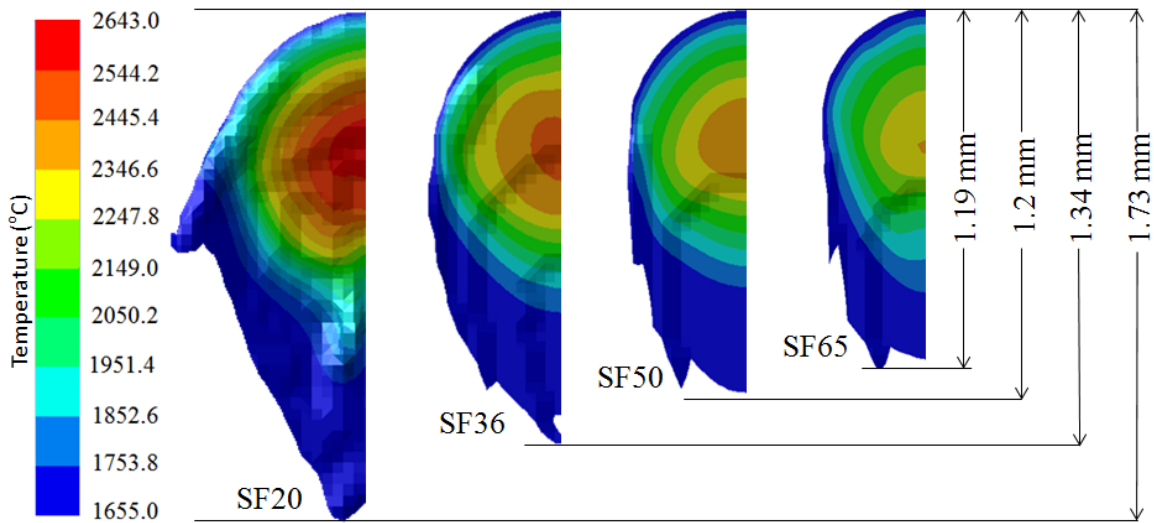 Temperature (°C)
2643.0
2544.2
2445.4
2346.6
2247.8
2149.0
2050.2
1951.4
1852.6
1753.8
1655.0
SF20
SF36
SF50
SF65
1.19 mm
1.2 mm
1.34 mm
1.73 mm